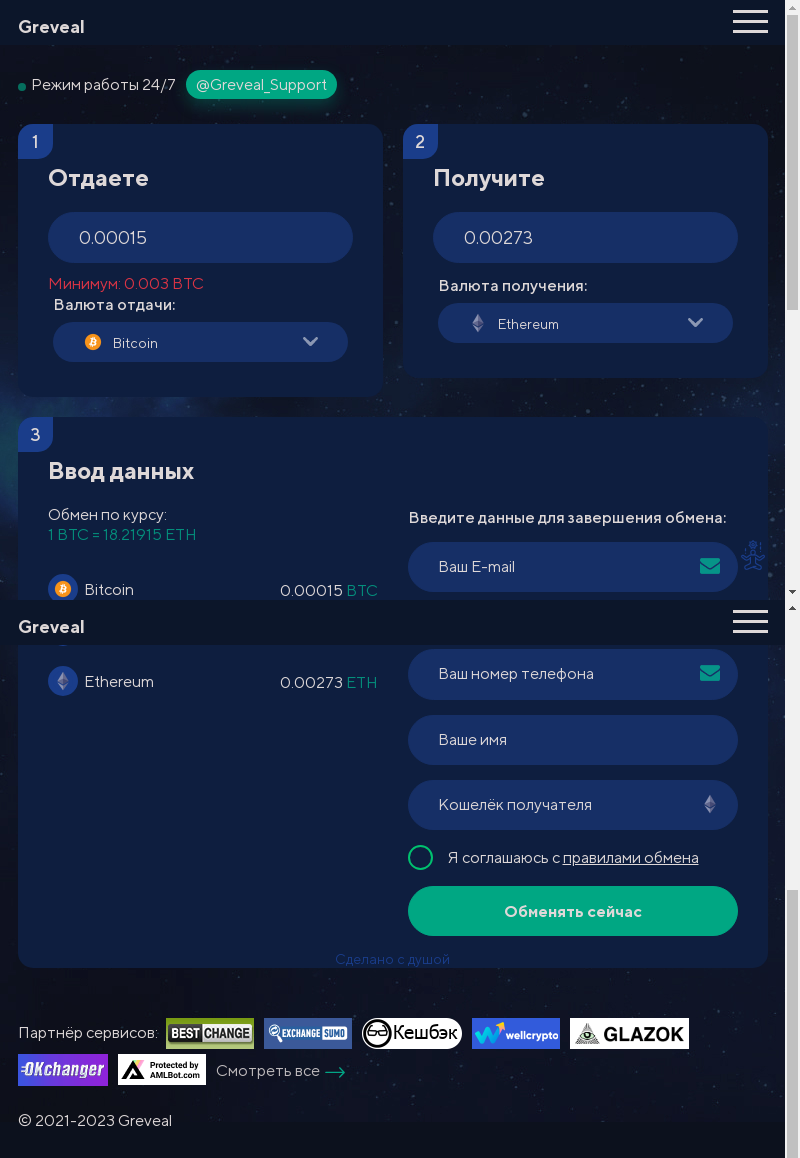 Greveal
Режим работы 24/7
@Greveal_Support
1
Отдаете
0.00015
Минимум: 0.003 BTC
Валюта отдачи:
Bitcoin
2
Получите
0.00273
Валюта получения:
Ethereum
3
Ввод данных
Обмен по курсу:
1 BTC = 18.21915 ETH
Bitcoin 0.00015 BTC
Введите данные для завершения обмена:
Ваш E-mail
Greveal
Ethereum 0.00273 ETH
Ваш номер телефона
Ваше имя
Кошелёк получателя
Я соглашаюсь с правилами обмена
Обменять сейчас
Сделано с душой
Партнёр сервисов: BEST CHANGE EXCHANGE SUMO Кешбэк wellcrypto GLAZOK
OKchanger Protected by AMLBot.com Смотреть все
© 2021-2023 Greveal